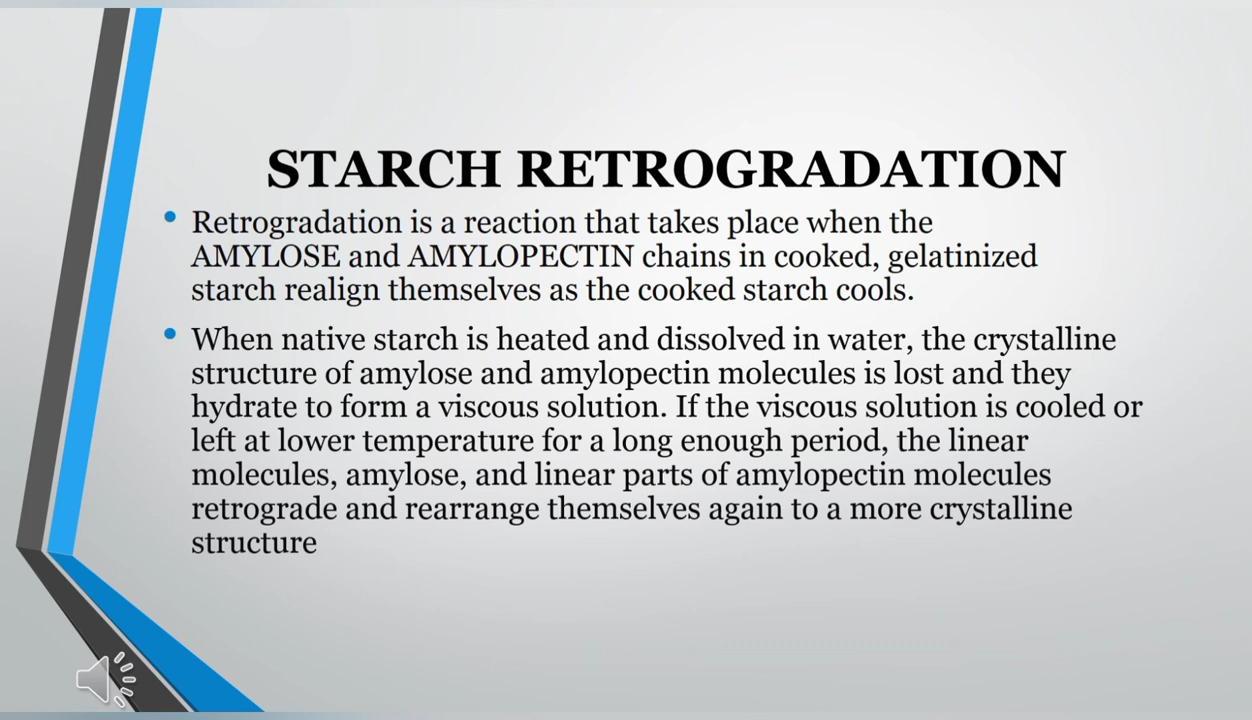 STARCH RETROGRADATION
• Retrogradation is a reaction that takes place when the
AMYLOSE and AMYLOPECTIN chains in cooked, gelatinized
starch realign themselves as the cooked starch cools.
• When native starch is heated and dissolved in water, the crystalline
structure of amylose and amylopectin molecules is lost and they
hydrate to form a viscous solution. If the viscous solution is cooled or
left at lower temperature for a long enough period, the linear
molecules, amylose, and linear parts of amylopectin molecules
retrograde and rearrange themselves again to a more crystalline
structure